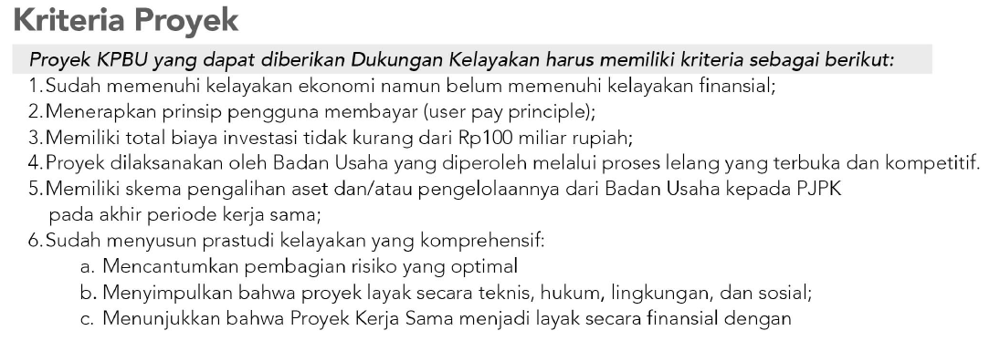 Kriteria Proyek
Proyek KPBU yang dapat diberikan Dukungan Kelayakan harus memiliki kriteria sebagai berikut:
1.Sudah memenuhi kelayakan ekonomi namun belum memenuhi kelayakan finansial;
2.Menerapkan prinsip pengguna membayar (user pay principle);
3.Memiliki total biaya investasi tidak kurang dari Rp100 miliar rupiah;
4.Proyek dilaksanakan oleh Badan Usaha yang diperoleh melalui proses lelang yang terbuka dan kompetitif.
5.Memiliki skema pengalihan aset dan/atau pengelolaannya dari Badan Usaha kepada PJPK
pada akhir periode kerja sama;
6.Sudah menyusun prastudi kelayakan yang komprehensif:
a. Mencantumkan pembagian risiko yang optimal
b. Menyimpulkan bahwa proyek layak secara teknis, hukum, lingkungan, dan sosial;
c. Menunjukkan bahwa Proyek Kerja Sama menjadi layak secara finansial dengan